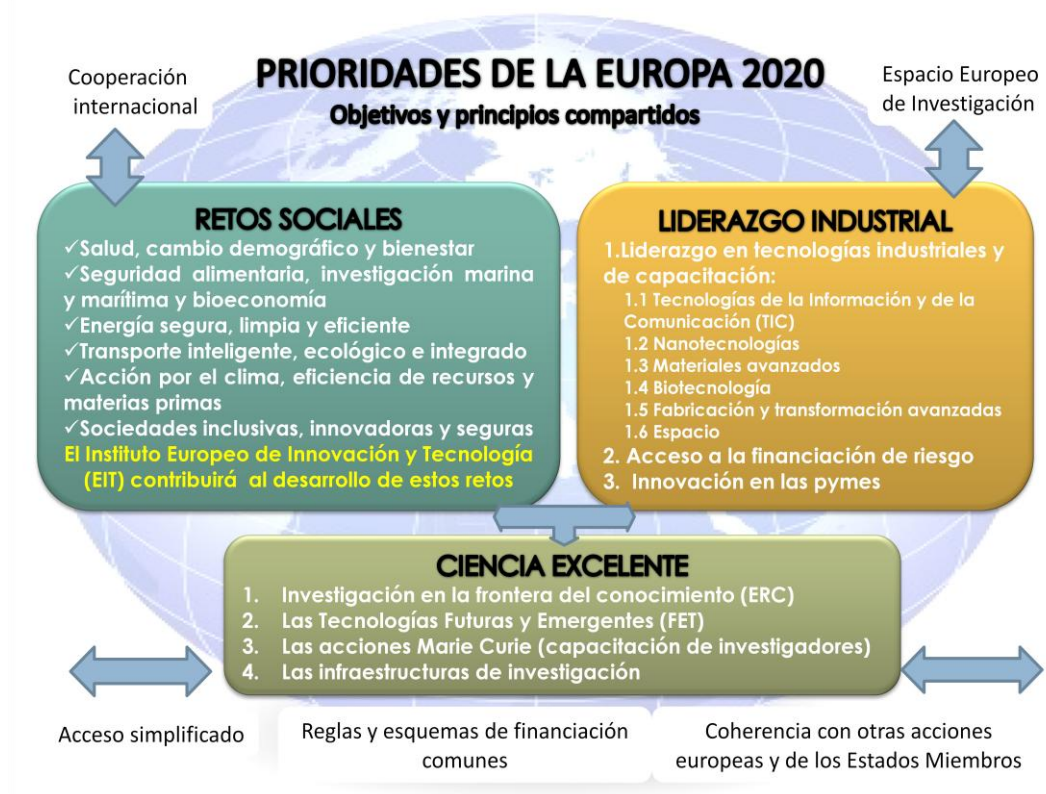 PRIORIDADES DE LA EUROPA 2020
Objetivos y principios compartidos
Cooperación
internacional
Espacio Europeo
de Investigación
RETOS SOCIALES
✓Salud, cambio demográfico y bienestar
✓Seguridad alimentaria, investigación marina
y marítima y bioeconomía
✓Energía segura, limpia y eficiente
✓Transporte inteligente, ecológico e integrado
✓Acción por el clima, eficiencia de recursos y
materias primas
✓Sociedades inclusivas, innovadoras y seguras
El Instituto Europeo de Innovación y Tecnología
(EIT) contribuirá al desarrollo de estos retos
LIDERAZGO INDUSTRIAL
1.Liderazgo en tecnologías industriales y
de capacitación:
1.1 Tecnologías de la Información y de la
Comunicación (TIC)
1.2 Nanotecnologías
1.3 Materiales avanzados
1.4 Biotecnología
1.5 Fabricación y transformación avanzadas
1.6 Espacio
2. Acceso a la financiación de riesgo
3. Innovación en las pymes
CIENCIA EXCELENTE
1. Investigación en la frontera del conocimiento (ERC)
2. Las Tecnologías Futuras y Emergentes (FET)
3. Las acciones Marie Curie (capacitación de investigadores)
4. Las infraestructuras de investigación
Acceso simplificado
Reglas y esquemas de financiación
comunes
Coherencia con otras acciones
europeas y de los Estados Miembros